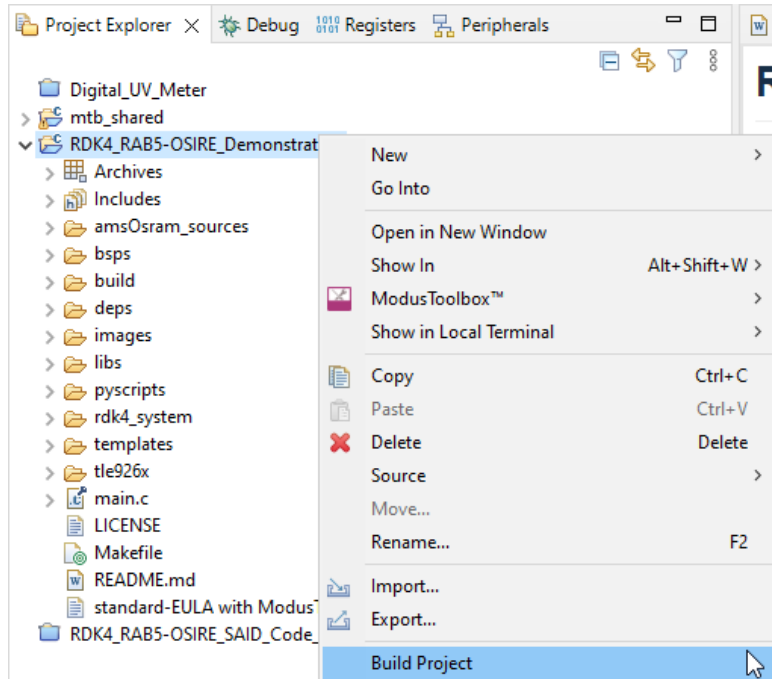 Project Explorer Debug 1010 0101 Registers Peripherals
Digital_UV_Meter
mtb_shared
RDK4_RAB5-OSIRE_Demonstrat
Archives
Includes
amsOsram_sources
bsps
build
deps
images
libs
pyscripts
rdk4_system
templates
tle926x
main.c
LICENSE
Makefile
README.md
standard-EULA with Modus
RDK4_RAB5-OSIRE_SAID_Code_
New
Go Into
Open in New Window
Show In Alt+Shift+W
ModusToolbox™
Show in Local Terminal
Copy Ctrl+C
Paste Ctrl+V
Delete Delete
Source
Move...
Rename... F2
Import...
Export...
Build Project